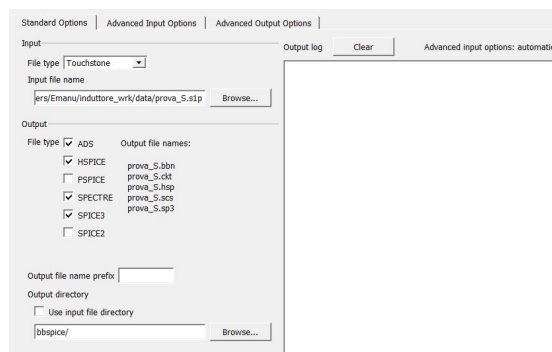 Standard Options
Advanced Input Options
Advanced Output Options
Input
File type Touchstone
Input file name
ers/Emanu/induttore_wrk/data/prova_S.s1p Browse...
Output
File type ADS
HSPICE
PSPICE
SPECTRE
SPICE3
SPICE2
Output file names:
prova_S.bbn
prova_S.ckt
prova_S.hsp
prova_S.scs
prova_S.sp3
Output file name prefix
Output directory
Use input file directory
bbspice/ Browse...
Output log Clear Advanced input options: